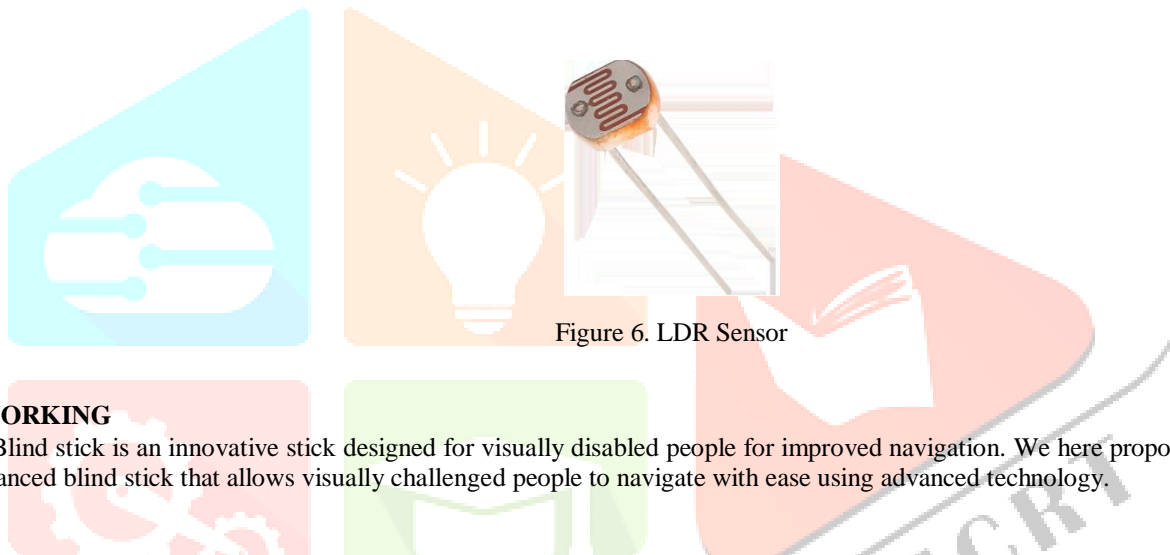 Figure 6. LDR Sensor
ORKING
Blind stick is an innovative stick designed for visually disabled people for improved navigation. We here propo
anced blind stick that allows visually challenged people to navigate with ease using advanced technology.
CRT